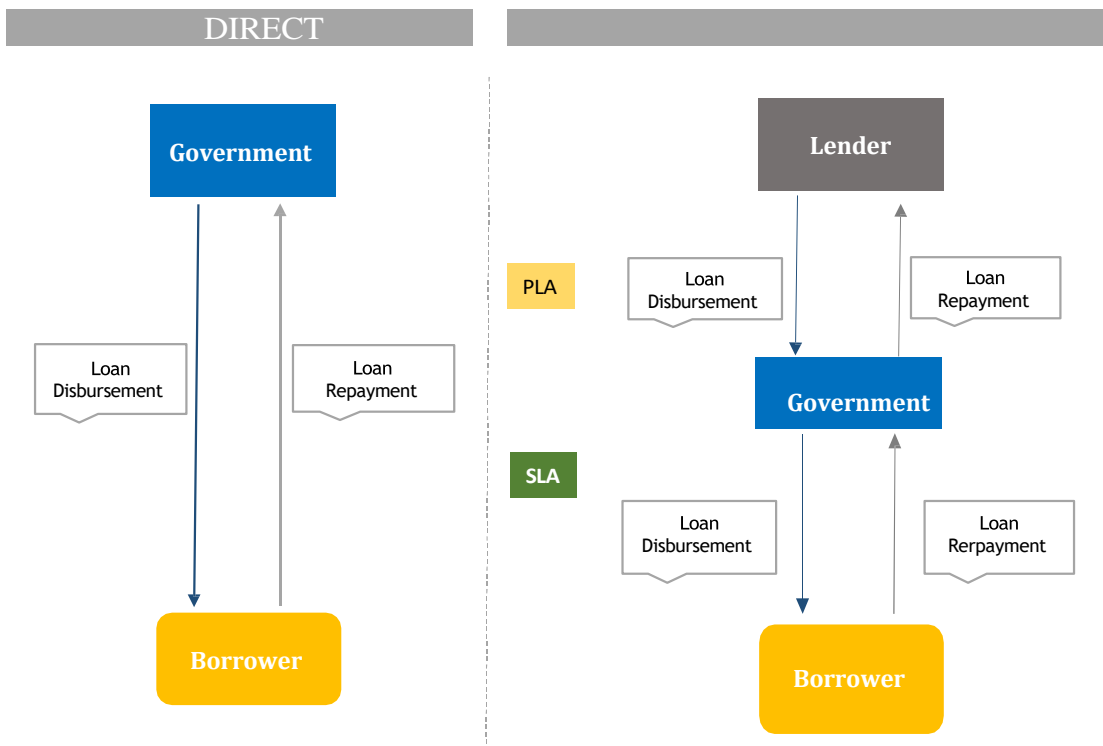 DIRECT
Government
Loan
Disbursement
Loan
Repayment
Borrower
Lender
PLA
Loan
Disbursement
Loan
Repayment
Government
SLA
Loan
Disbursement
Loan
Rerpayment
Borrower